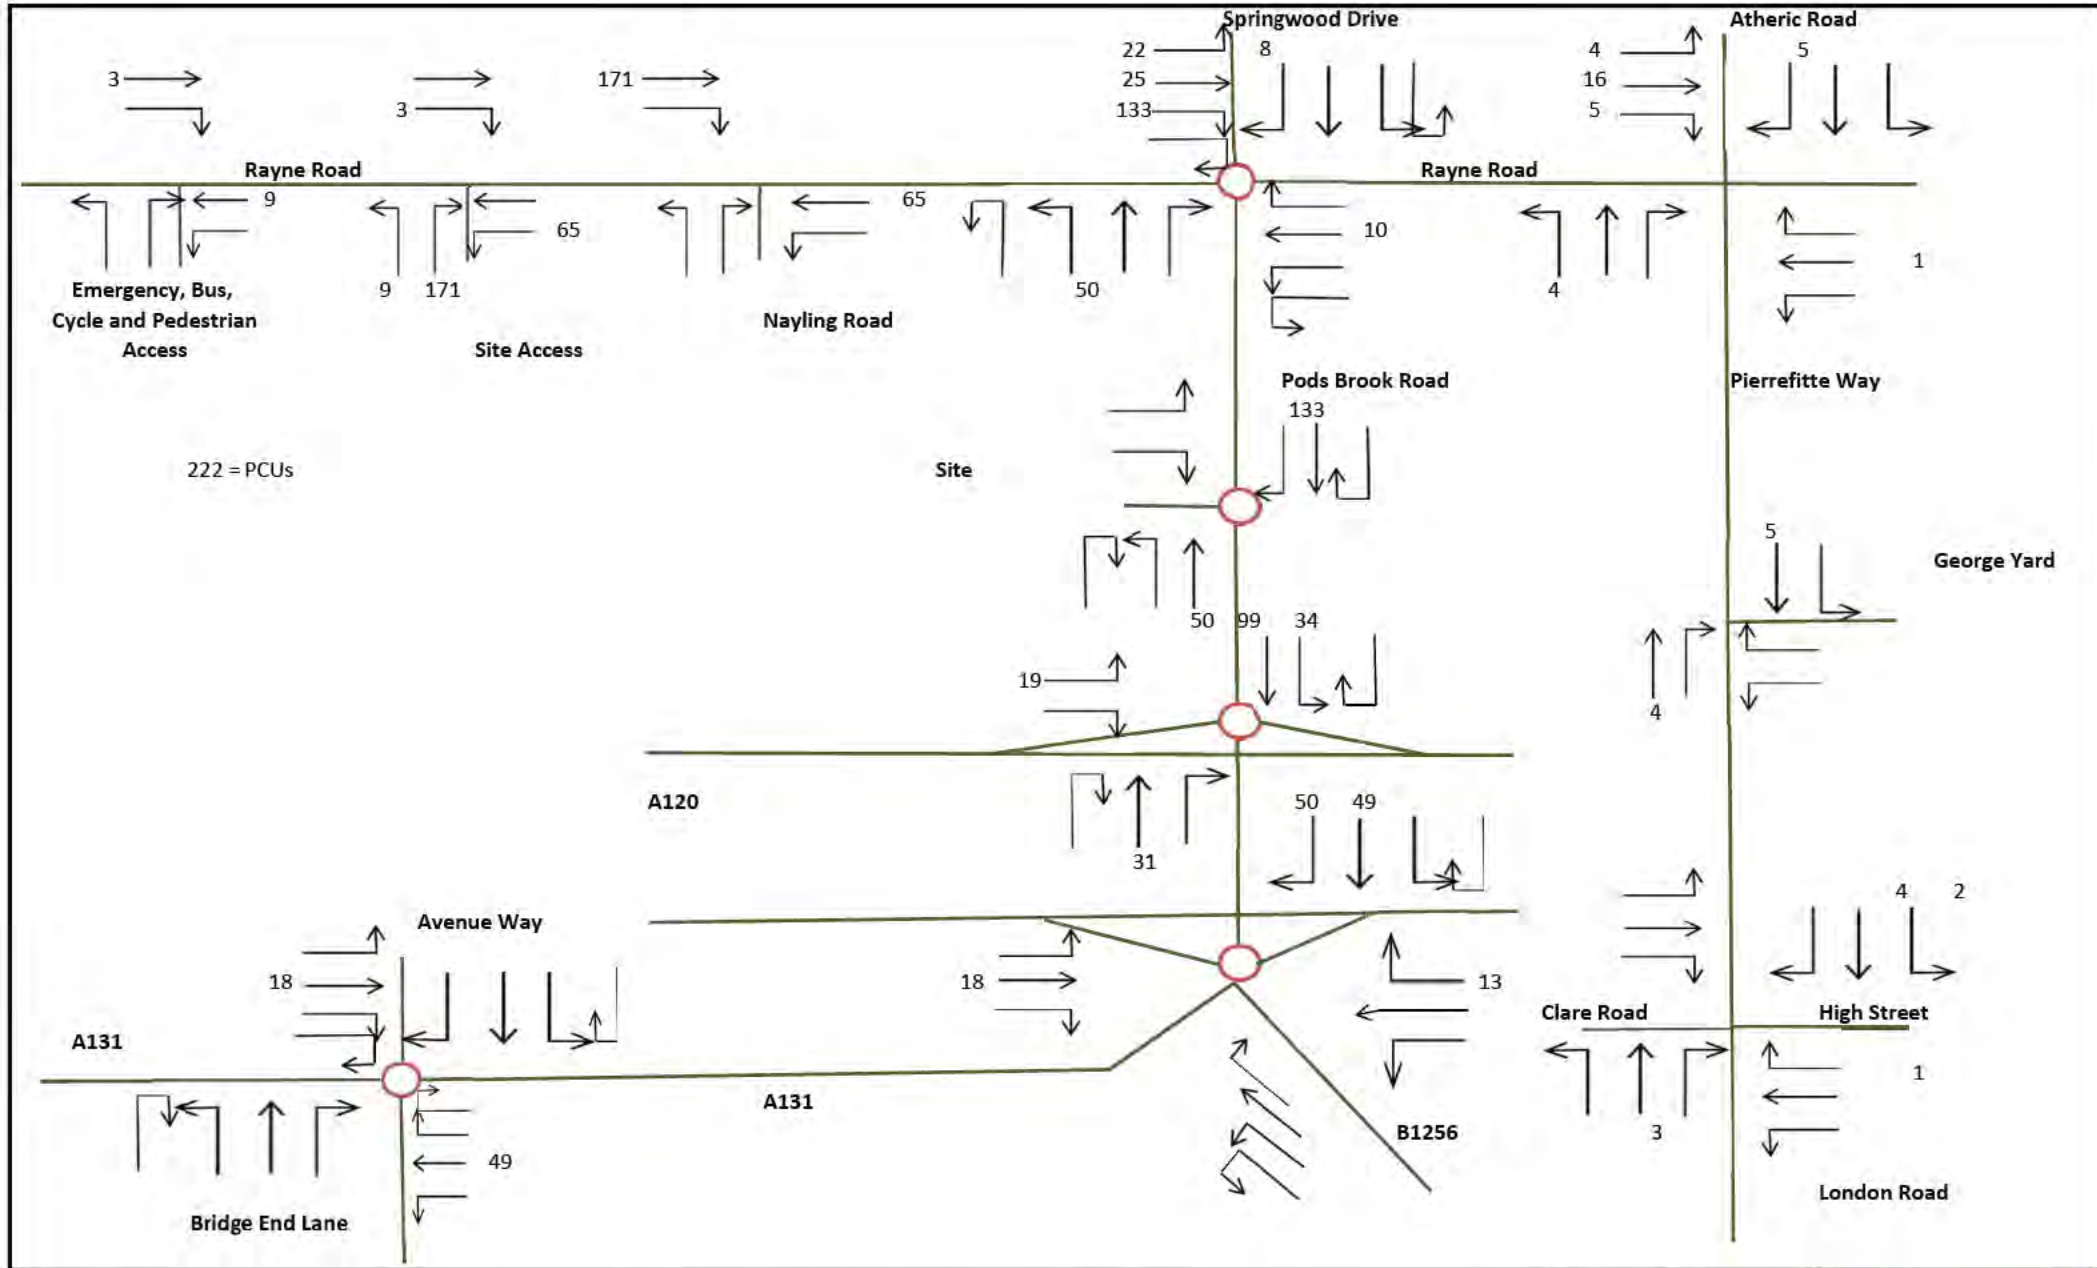 Springwood Drive
Atheric Road
22
8
4
5
3
171
25
16
3
133
5
Rayne Road
Rayne Road
9
65
65
10
1
Emergency, Bus,
Cycle and Pedestrian
Access
9
171
50
4
Nayling Road
Site Access
Pods Brook Road
Pierrefitte Way
133
222 = PCUs
Site
5
George Yard
50
99
34
19
4
A120
50
49
31
Avenue Way
4
2
18
18
13
Clare Road
High Street
A131
A131
1
B1256
3
49
London Road
Bridge End Lane